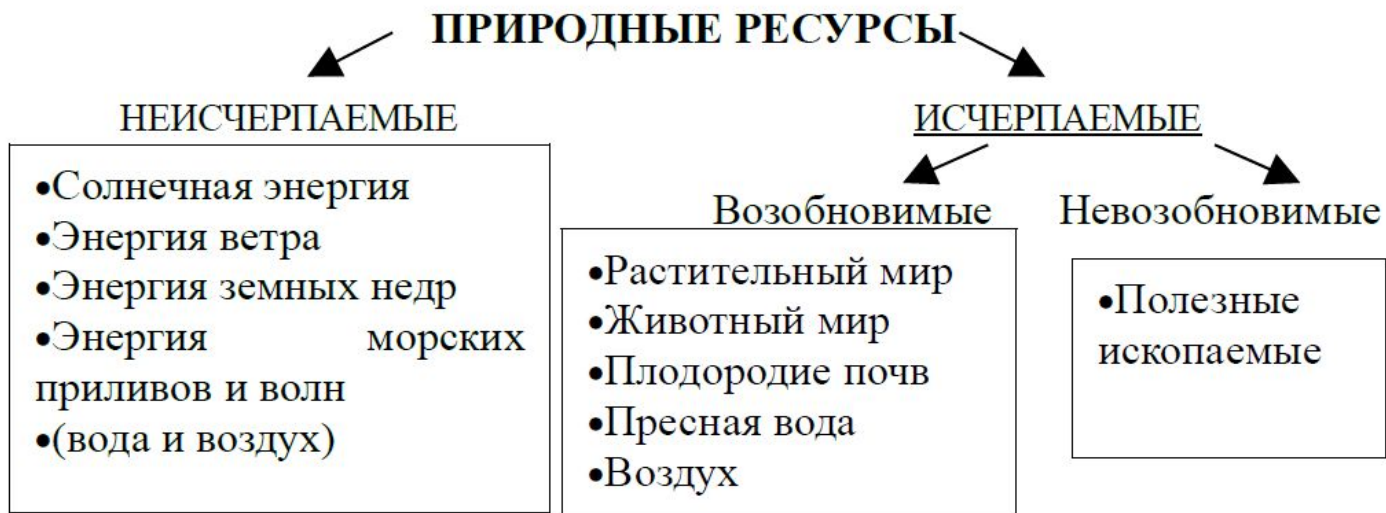 ПРИРОДНЫЕ РЕСУРСЫ
НЕИСЧЕРПАЕМЫЕ
•Солнечная энергия
•Энергия ветра
•Энергия земных недр
•Энергия морских
приливов и волн
•(вода и воздух)
ИСЧЕРПАЕМЫЕ
Возобновимые
•Растительный мир
•Животный мир
•Плодородие почв
•Пресная вода
•Воздух
Невозобновимые
•Полезные
ископаемые